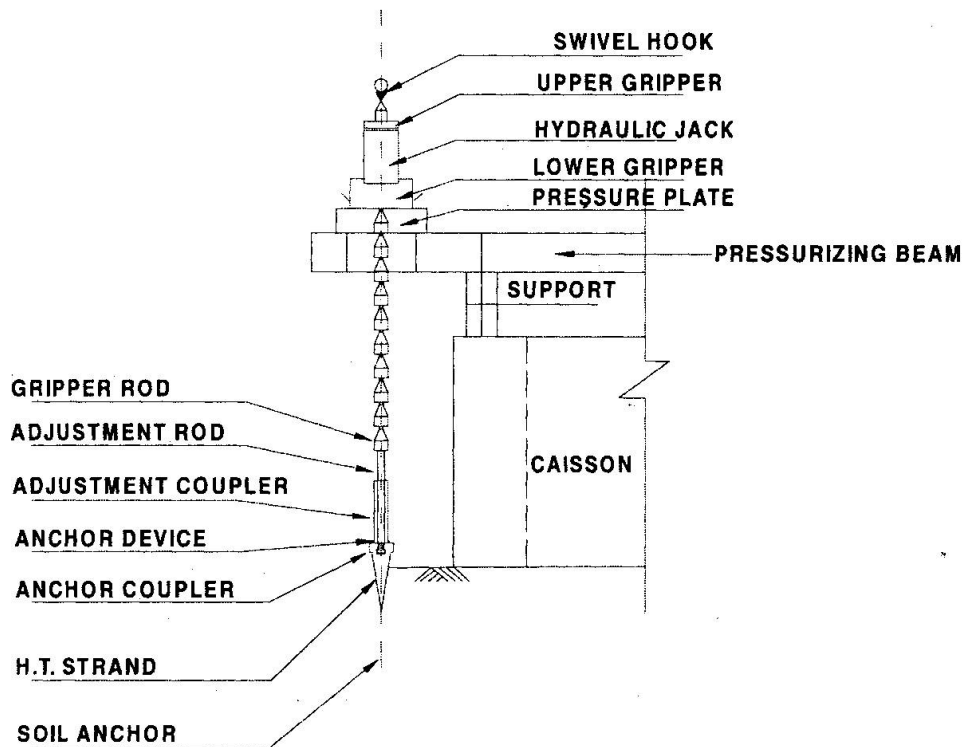 SWIVEL HOOK
UPPER GRIPPER
HYDRAULIC JACK
LOWER GRIPPER
PRESSURE PLATE
PRESSURIZING BEAM
SUPPORT
GRIPPER ROD
ADJUSTMENT ROD
CAISSON
ADJUSTMENT COUPLER
ANCHOR DEVICE
ANCHOR COUPLER
H.T. STRAND
SOIL ANCHOR